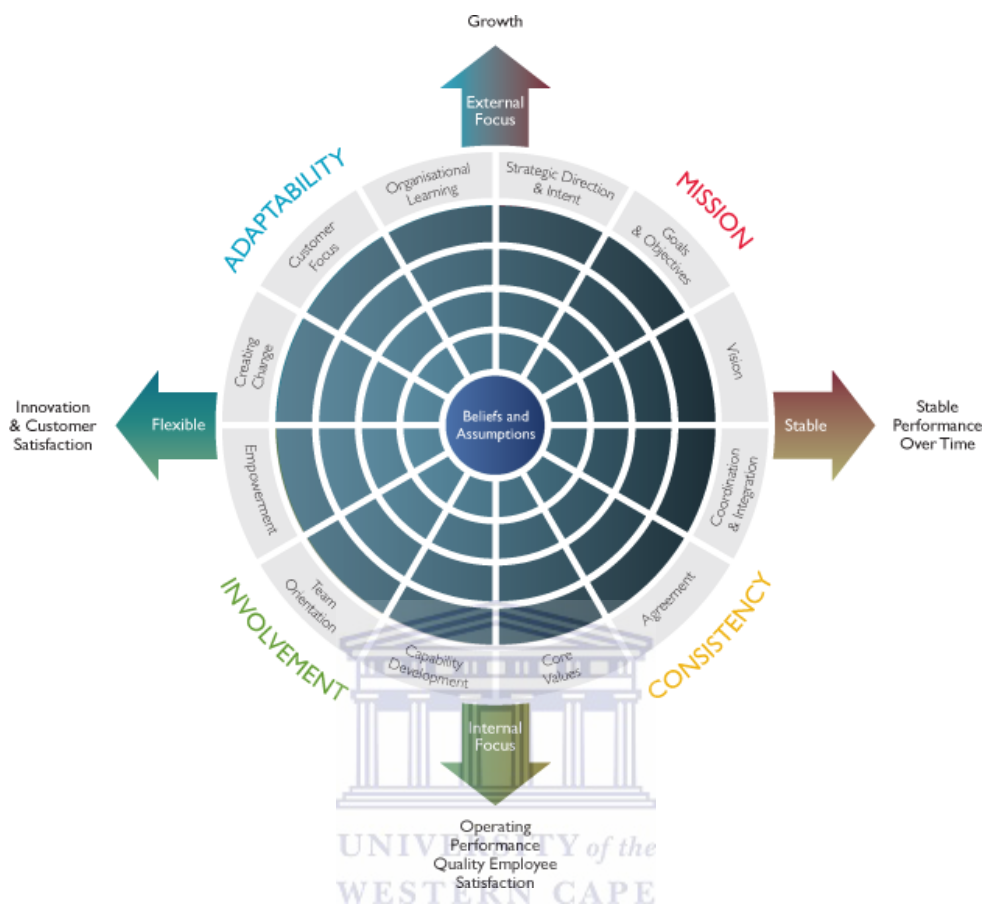 Growth
External
Focus
ADAPTABILITY
MISSION
Organisational
Learning
Strategic Direction
& Intent
Customer
Focus
Goals
& Objectives
Creating
Change
Vision
Innovation
& Customer
Satisfaction
Flexible
Beliefs and
Assumptions
Stable
Stable
Performance
Over Time
Empowerment
Coordination
& Integration
Team
Orientation
Agreement
Capability
Development
Core
Values
INVOLVEMENT
CONSISTENCY
Internal
Focus
Operating
Performance
Quality Employee
Satisfaction
UNIVERSITY of the
WESTERN CAPE